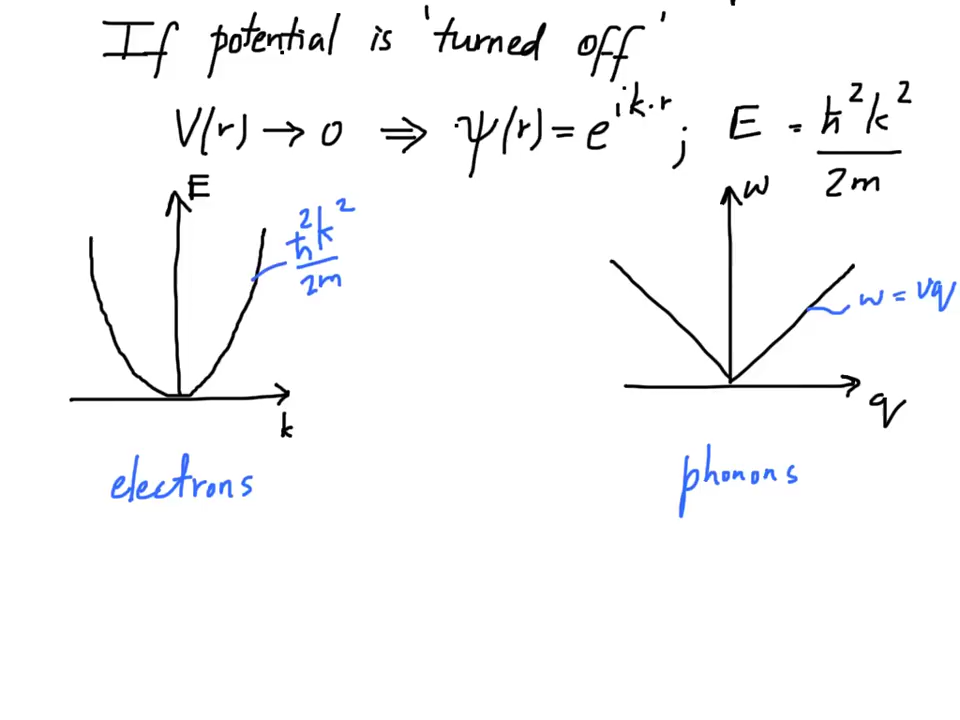 If potential is 'turned off'
V(r) → 0 ⇒ ψ(r) = e^{ik·r} ; E = ħ²k²/2m
E
ħ²k²/2m
k
electrons
w
w = vq
q
phonons